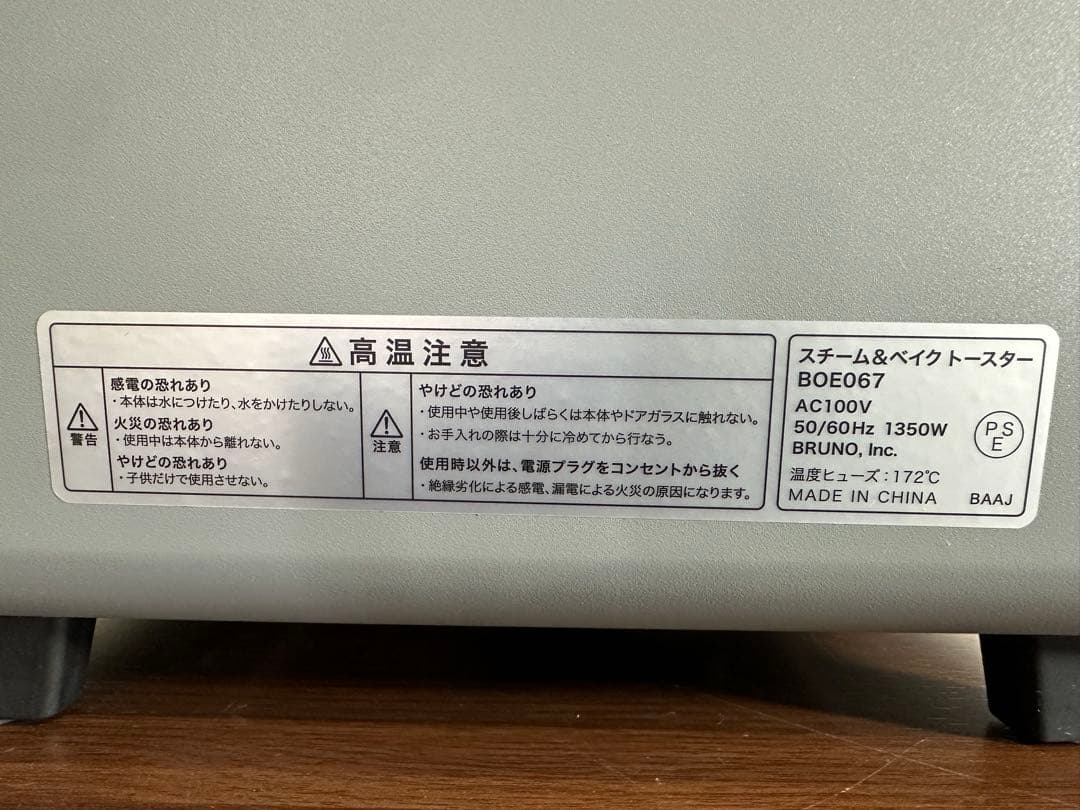 高温注意
警告
感電の恐れあり
・本体は水につけたり、水をかけたりしない。
火災の恐れあり
・使用中は本体から離れない。
やけどの恐れあり
・子供だけで使用させない。
注意
やけどの恐れあり
・使用中や使用後しばらくは本体やドアガラスに触れない。
・お手入れの際は十分に冷めてから行なう。
使用時以外は、電源プラグをコンセントから抜く
・絶縁劣化による感電、漏電による火災の原因になります。
スチーム&ベイクトースター
BOE067
AC100V
50/60Hz 1350W
BRUNO, Inc.
PSE
温度ヒューズ:172℃
MADE IN CHINA BAAJ